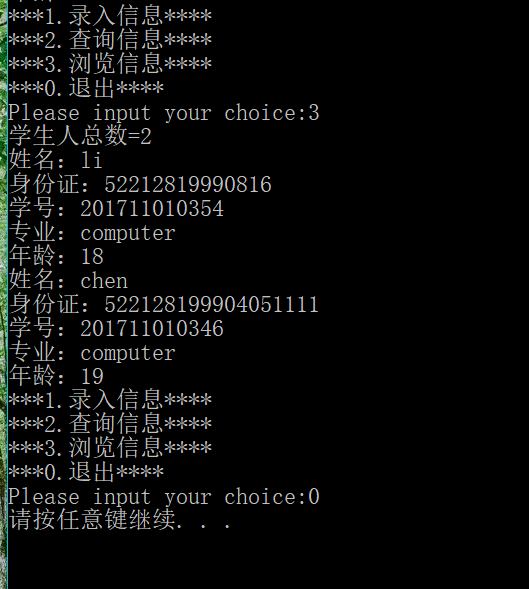 ***1.录入信息****
***2.查询信息****
***3.浏览信息****
***0.退出****
Please input your choice:3
学生人总数=2
姓名：li
身份证：52212819990816
学号：201711010354
专业：computer
年龄：18
姓名：chen
身份证：522128199904051111
学号：201711010346
专业：computer
年龄：19
***1.录入信息****
***2.查询信息****
***3.浏览信息****
***0.退出****
Please input your choice:0
请按任意键继续. . .